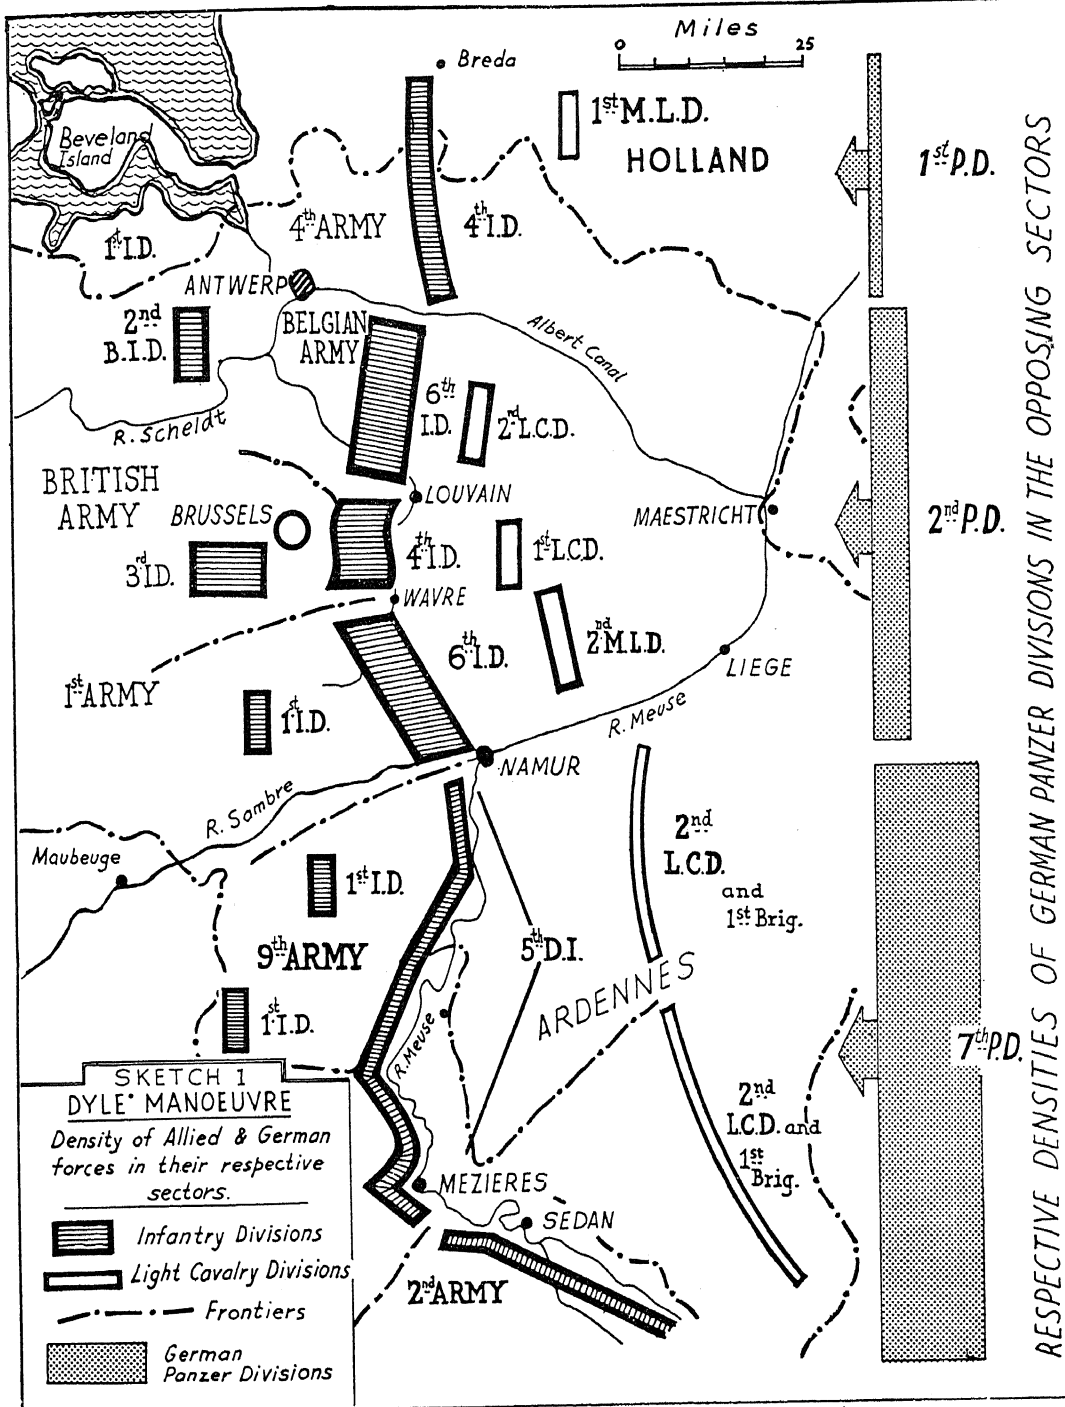 Miles
0 25
Breda
1st M.L.D.
HOLLAND
1st P.D.
Beveland
Island
4th ARMY
4th I.D.
1st I.D.
ANTWERP
2nd
B.I.D.
BELGIAN
ARMY
Albert Canal
6th
I.D.
2rd L.C.D.
R. Scheldt
BRITISH
ARMY
BRUSSELS
LOUVAIN
MAESTRICHT
2nd P.D.
3rd I.D.
4th I.D.
1st L.C.D.
WAVRE
6th I.D.
2nd M.L.D.
LIEGE
1st ARMY
1st I.D.
R. Meuse
NAMUR
R. Sambre
Maubeuge
2nd
L.C.D.
and
1st Brig.
1st I.D.
9th ARMY
5th D.I.
ARDENNES
1st I.D.
R. Meuse
7th P.D.
2nd
L.C.D. and
1st
Brig.
MEZIERES
SEDAN
2nd ARMY
SKETCH 1
DYLE" MANOEUVRE
Density of Allied & German
forces in their respective
sectors.
Infantry Divisions
Light Cavalry Divisions
Frontiers
German
Panzer Divisions
RESPECTIVE DENSITIES OF GERMAN PANZER DIVISIONS IN THE OPPOSING SECTORS